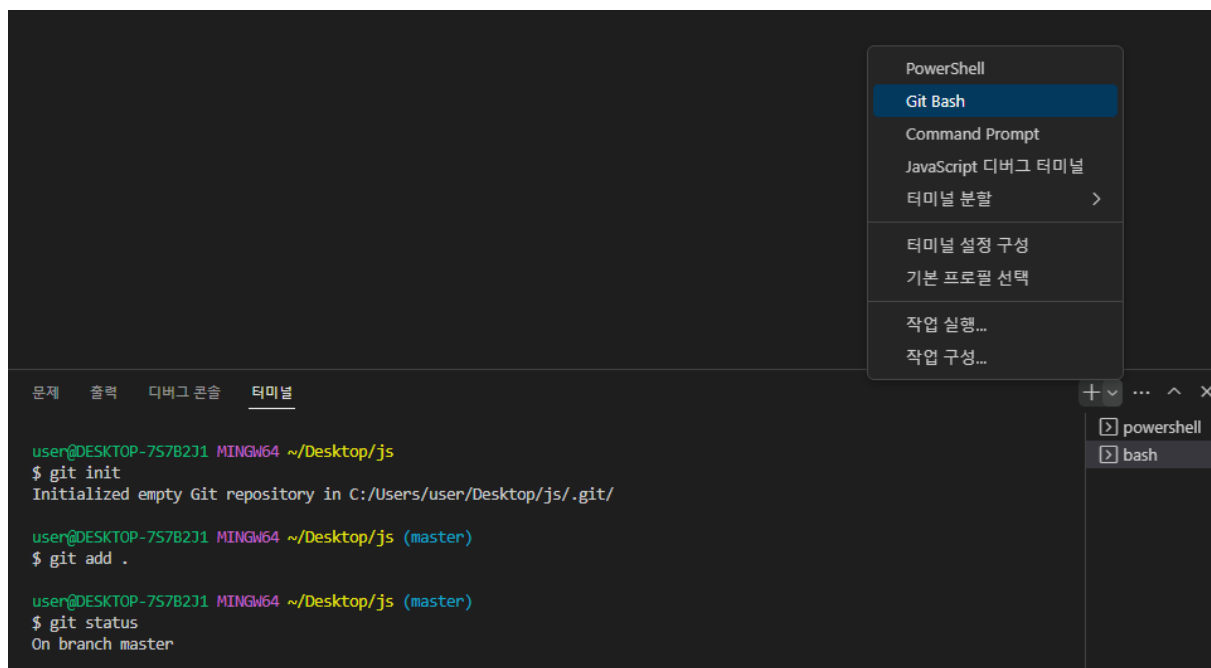 PowerShell
Git Bash
Command Prompt
JavaScript 디버그 터미널
터미널 분할
터미널 설정 구성
기본 프로필 선택
작업 실행...
작업 구성...
문제 출력 디버그 콘솔 터미널
powershell
bash
user@DESKTOP-7S7B2J1 MINGW64 ~/Desktop/js
$ git init
Initialized empty Git repository in C:/Users/user/Desktop/js/.git/
user@DESKTOP-7S7B2J1 MINGW64 ~/Desktop/js (master)
$ git add .
user@DESKTOP-7S7B2J1 MINGW64 ~/Desktop/js (master)
$ git status
On branch master